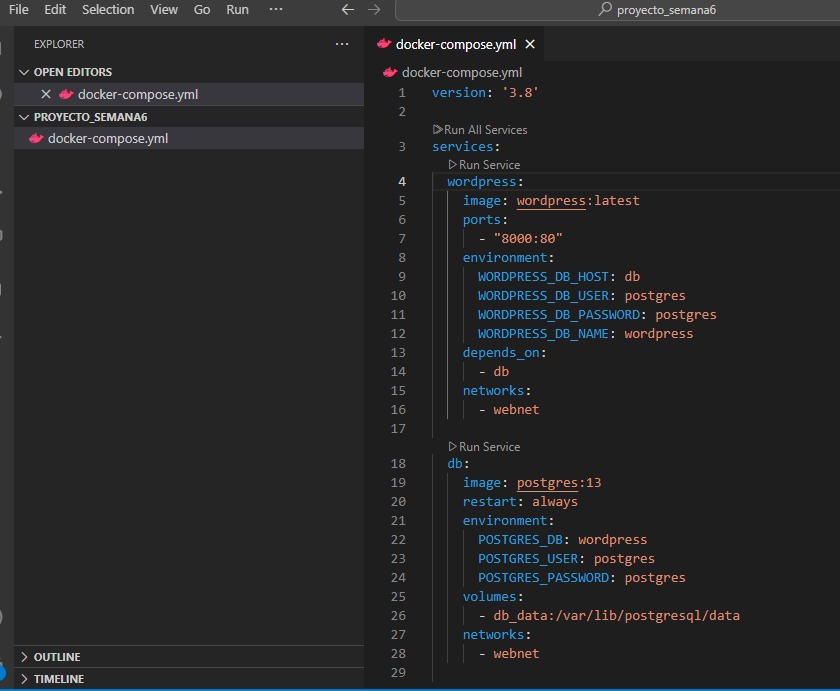 File Edit Selection View Go Run ··· ← → proyecto_semana6
EXPLORER ···
OPEN EDITORS
× docker-compose.yml
PROYECTO_SEMANA6
docker-compose.yml
OUTLINE
TIMELINE
docker-compose.yml ×
docker-compose.yml
1 version: '3.8'
2
Run All Services
3 services:
Run Service
4 wordpress:
5 image: wordpress:latest
6 ports:
7 - "8000:80"
8 environment:
9 WORDPRESS_DB_HOST: db
10 WORDPRESS_DB_USER: postgres
11 WORDPRESS_DB_PASSWORD: postgres
12 WORDPRESS_DB_NAME: wordpress
13 depends_on:
14 - db
15 networks:
16 - webnet
17
Run Service
18 db:
19 image: postgres:13
20 restart: always
21 environment:
22 POSTGRES_DB: wordpress
23 POSTGRES_USER: postgres
24 POSTGRES_PASSWORD: postgres
25 volumes:
26 - db_data:/var/lib/postgresql/data
27 networks:
28 - webnet
29